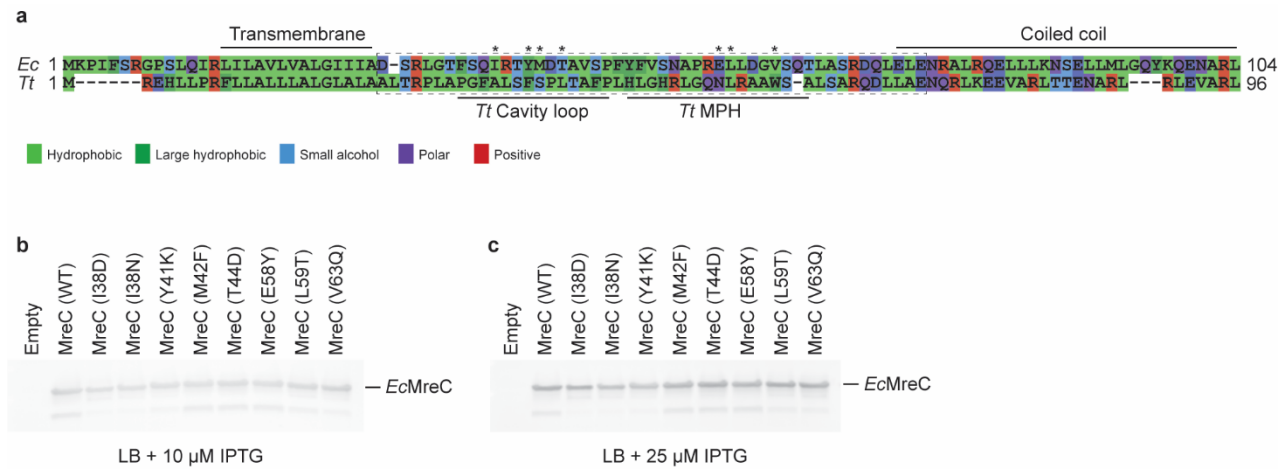 a
Transmembrane
Coiled coil
* ** * ** *
Ec 1 MKPIFSRGPSLQIRLILAVLVALGIIIAD-SRLGTFSQIRTYMDTAVSPFYFVSNAPRELLDGVSQTLASRDQLELENRALRQELLLKNSELLMLGQYKQENARL 104
Tt 1 M------REHLLPRFLLALLLALGLALAALTRPLAPGFALSFSPLTAFPLHLGHRLGQNLRAAWS-ALSARQDLLAENQRLKEEVARLTTENARL---RLEVARL 96
Tt Cavity loop
Tt MPH
Hydrophobic
Large hydrophobic
Small alcohol
Polar
Positive
b
Empty
MreC (WT)
MreC (I38D)
MreC (I38N)
MreC (Y41K)
MreC (M42F)
MreC (T44D)
MreC (E58Y)
MreC (L59T)
MreC (V63Q)
EcMreC
LB + 10 µM IPTG
c
Empty
MreC (WT)
MreC (I38D)
MreC (I38N)
MreC (Y41K)
MreC (M42F)
MreC (T44D)
MreC (E58Y)
MreC (L59T)
MreC (V63Q)
EcMreC
LB + 25 µM IPTG